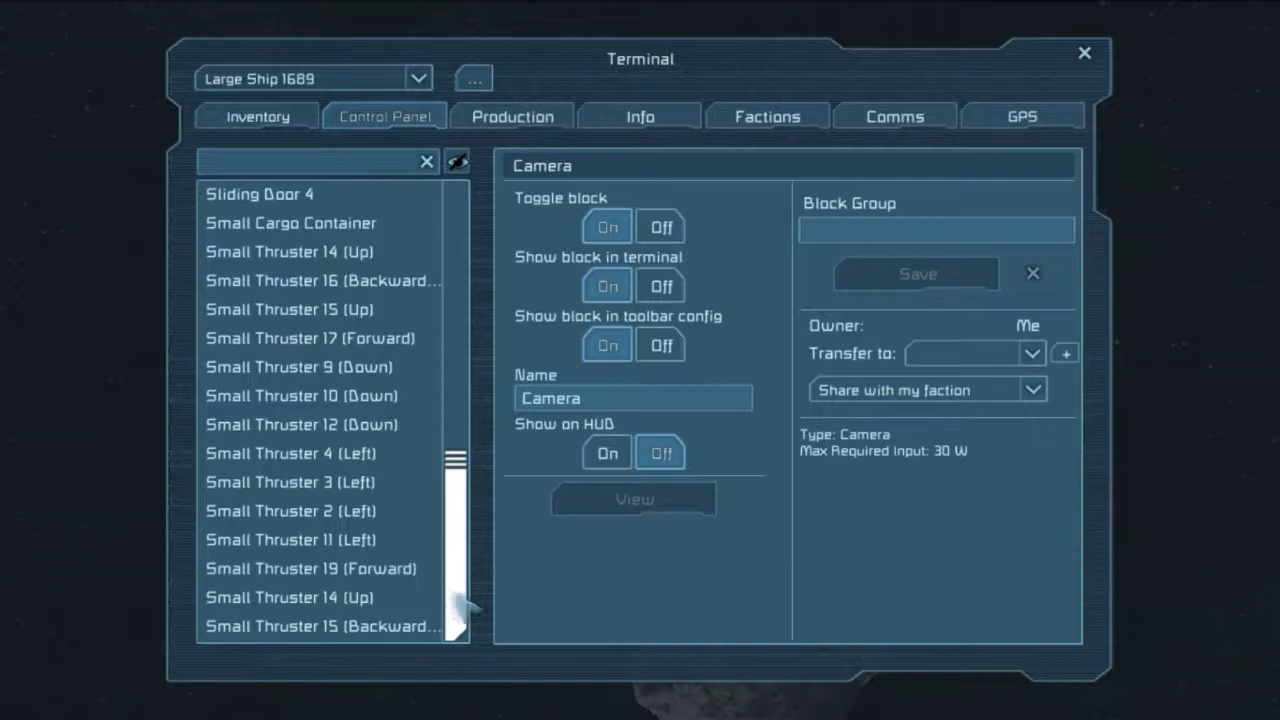 Terminal
Large Ship 1689
...
Inventory
Control Panel
Production
Info
Factions
Comms
GPS
Sliding Door 4
Small Cargo Container
Small Thruster 14 (Up)
Small Thruster 16 (Backward...
Small Thruster 15 (Up)
Small Thruster 17 (Forward)
Small Thruster 9 (Down)
Small Thruster 10 (Down)
Small Thruster 12 (Down)
Small Thruster 4 (Left)
Small Thruster 3 (Left)
Small Thruster 2 (Left)
Small Thruster 11 (Left)
Small Thruster 19 (Forward)
Small Thruster 14 (Up)
Small Thruster 15 (Backward...
Camera
Toggle block
On Off
Show block in terminal
On Off
Show block in toolbar config
On Off
Name
Camera
Show on HUD
On Off
View
Block Group
Save
Owner: Me
Transfer to:
Share with my faction
Type: Camera
Max Required Input: 30 W